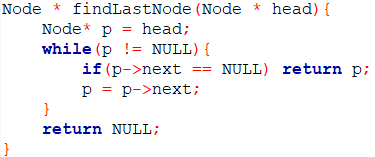 Node * findLastNode(Node * head){
    Node* p = head;
    while(p != NULL){
        if(p->next == NULL) return p;
        p = p->next;
    }
    return NULL;
}